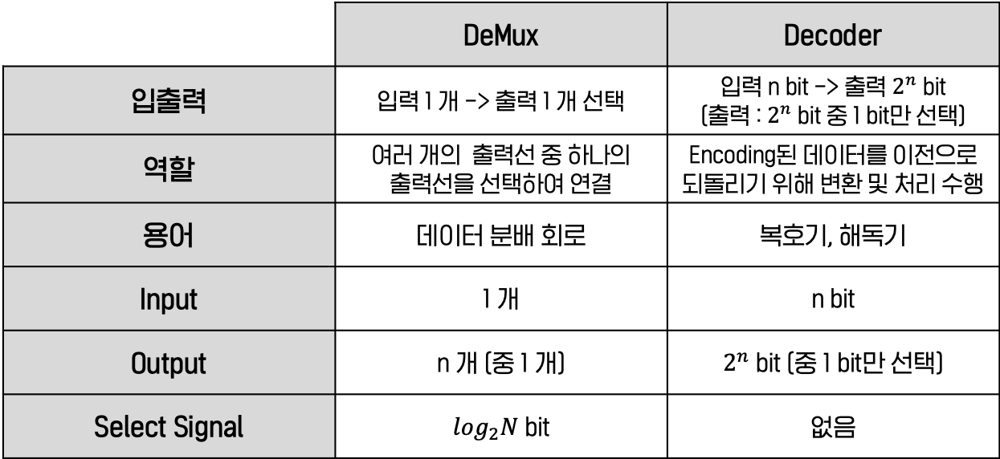 DeMux
Decoder
입출력
입력 1 개 -> 출력 1 개 선택
입력 n bit -> 출력 2ⁿ bit
(출력 : 2ⁿ bit 중 1 bit만 선택)
역할
여러 개의 출력선 중 하나의
출력선을 선택하여 연결
Encoding된 데이터를 이전으로
되돌리기 위해 변환 및 처리 수행
용어
데이터 분배 회로
복호기, 해독기
Input
1 개
n bit
Output
n 개 (중 1 개)
2ⁿ bit (중 1 bit만 선택)
Select Signal
log₂N bit
없음